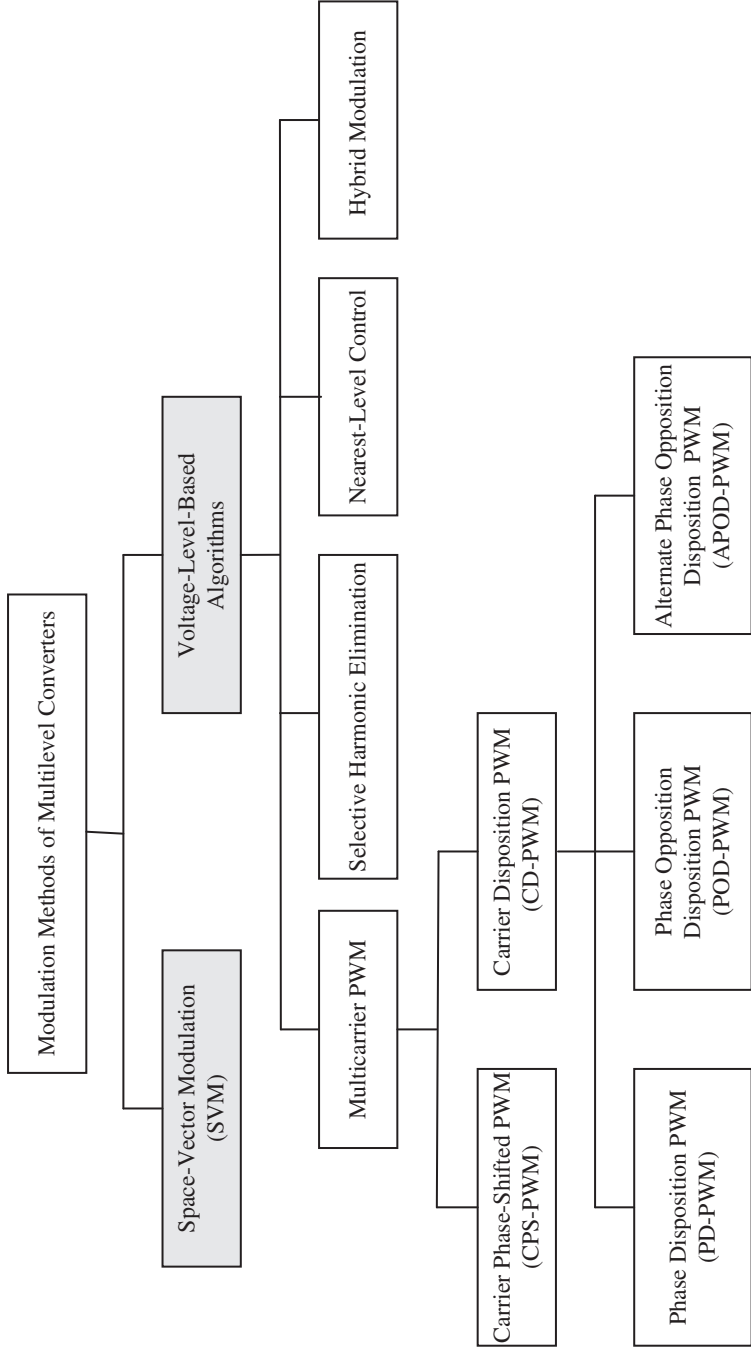 Modulation Methods of Multilevel Converters
Space-Vector Modulation
(SVM)
Voltage-Level-Based
Algorithms
Multicarrier PWM
Selective Harmonic Elimination
Nearest-Level Control
Hybrid Modulation
Carrier Phase-Shifted PWM
(CPS-PWM)
Carrier Disposition PWM
(CD-PWM)
Phase Disposition PWM
(PD-PWM)
Phase Opposition
Disposition PWM
(POD-PWM)
Alternate Phase Opposition
Disposition PWM
(APOD-PWM)